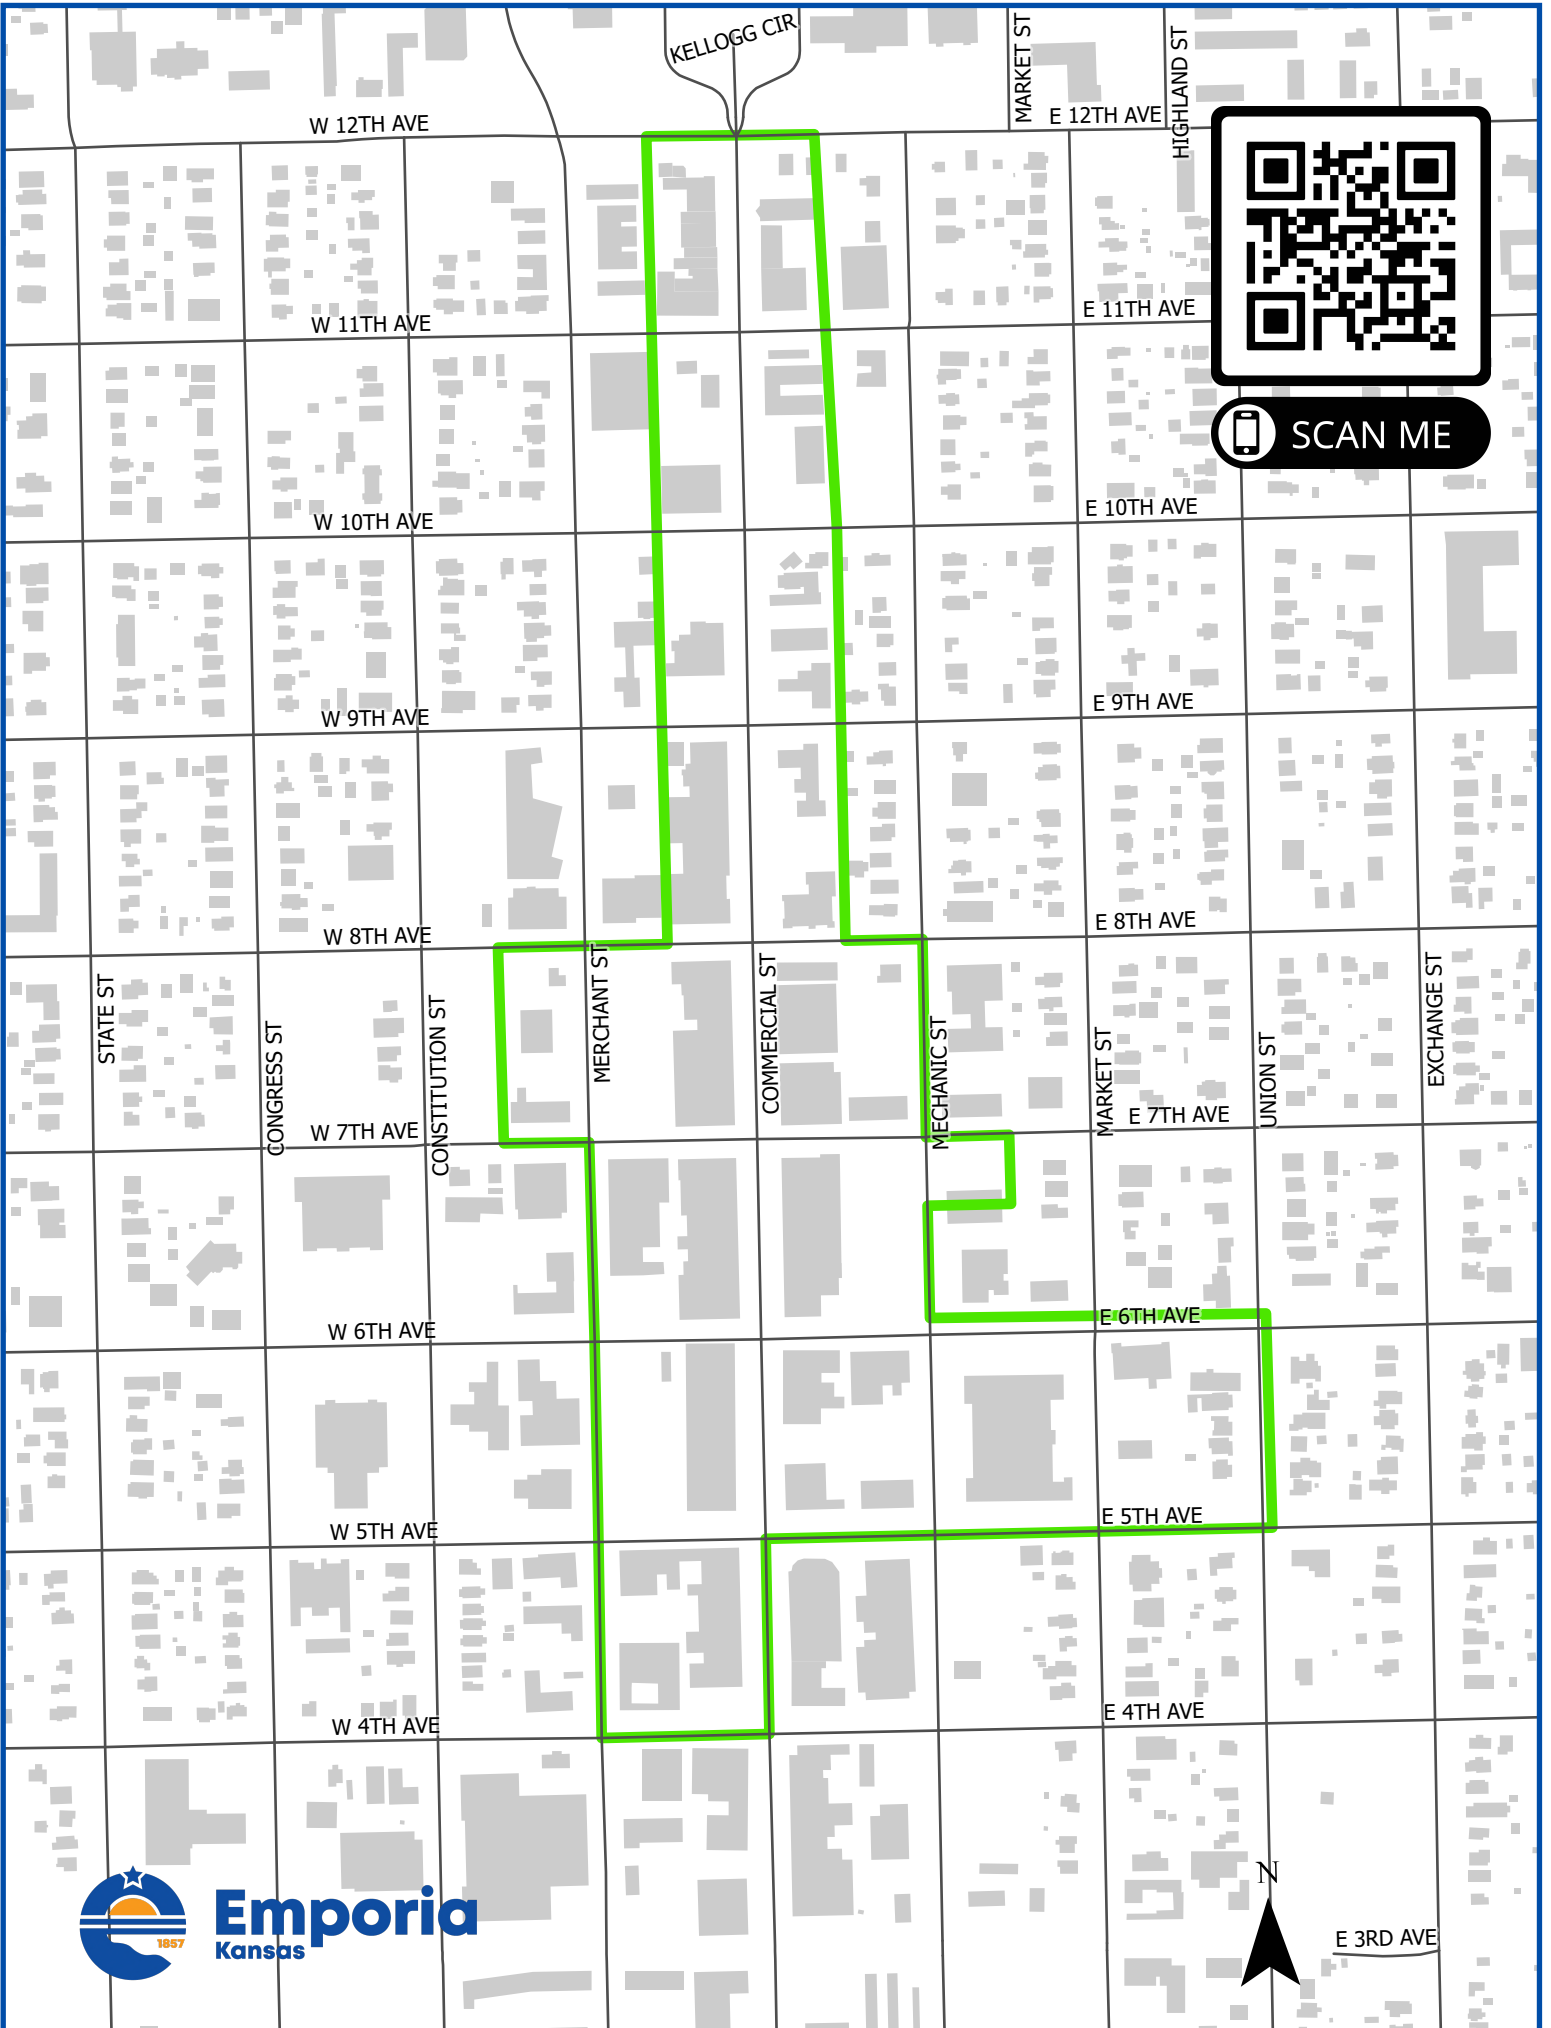 KELLOGG CIR
MARKET ST
HIGHLAND ST
W 12TH AVE
E 12TH AVE
W 11TH AVE
E 11TH AVE
SCAN ME
W 10TH AVE
E 10TH AVE
W 9TH AVE
E 9TH AVE
W 8TH AVE
E 8TH AVE
STATE ST
CONGRESS ST
CONSTITUTION ST
MERCHANT ST
COMMERCIAL ST
MECHANIC ST
MARKET ST
UNION ST
EXCHANGE ST
W 7TH AVE
E 7TH AVE
W 6TH AVE
E 6TH AVE
W 5TH AVE
E 5TH AVE
W 4TH AVE
E 4TH AVE
N
E 3RD AVE
1857
Emporia
Kansas